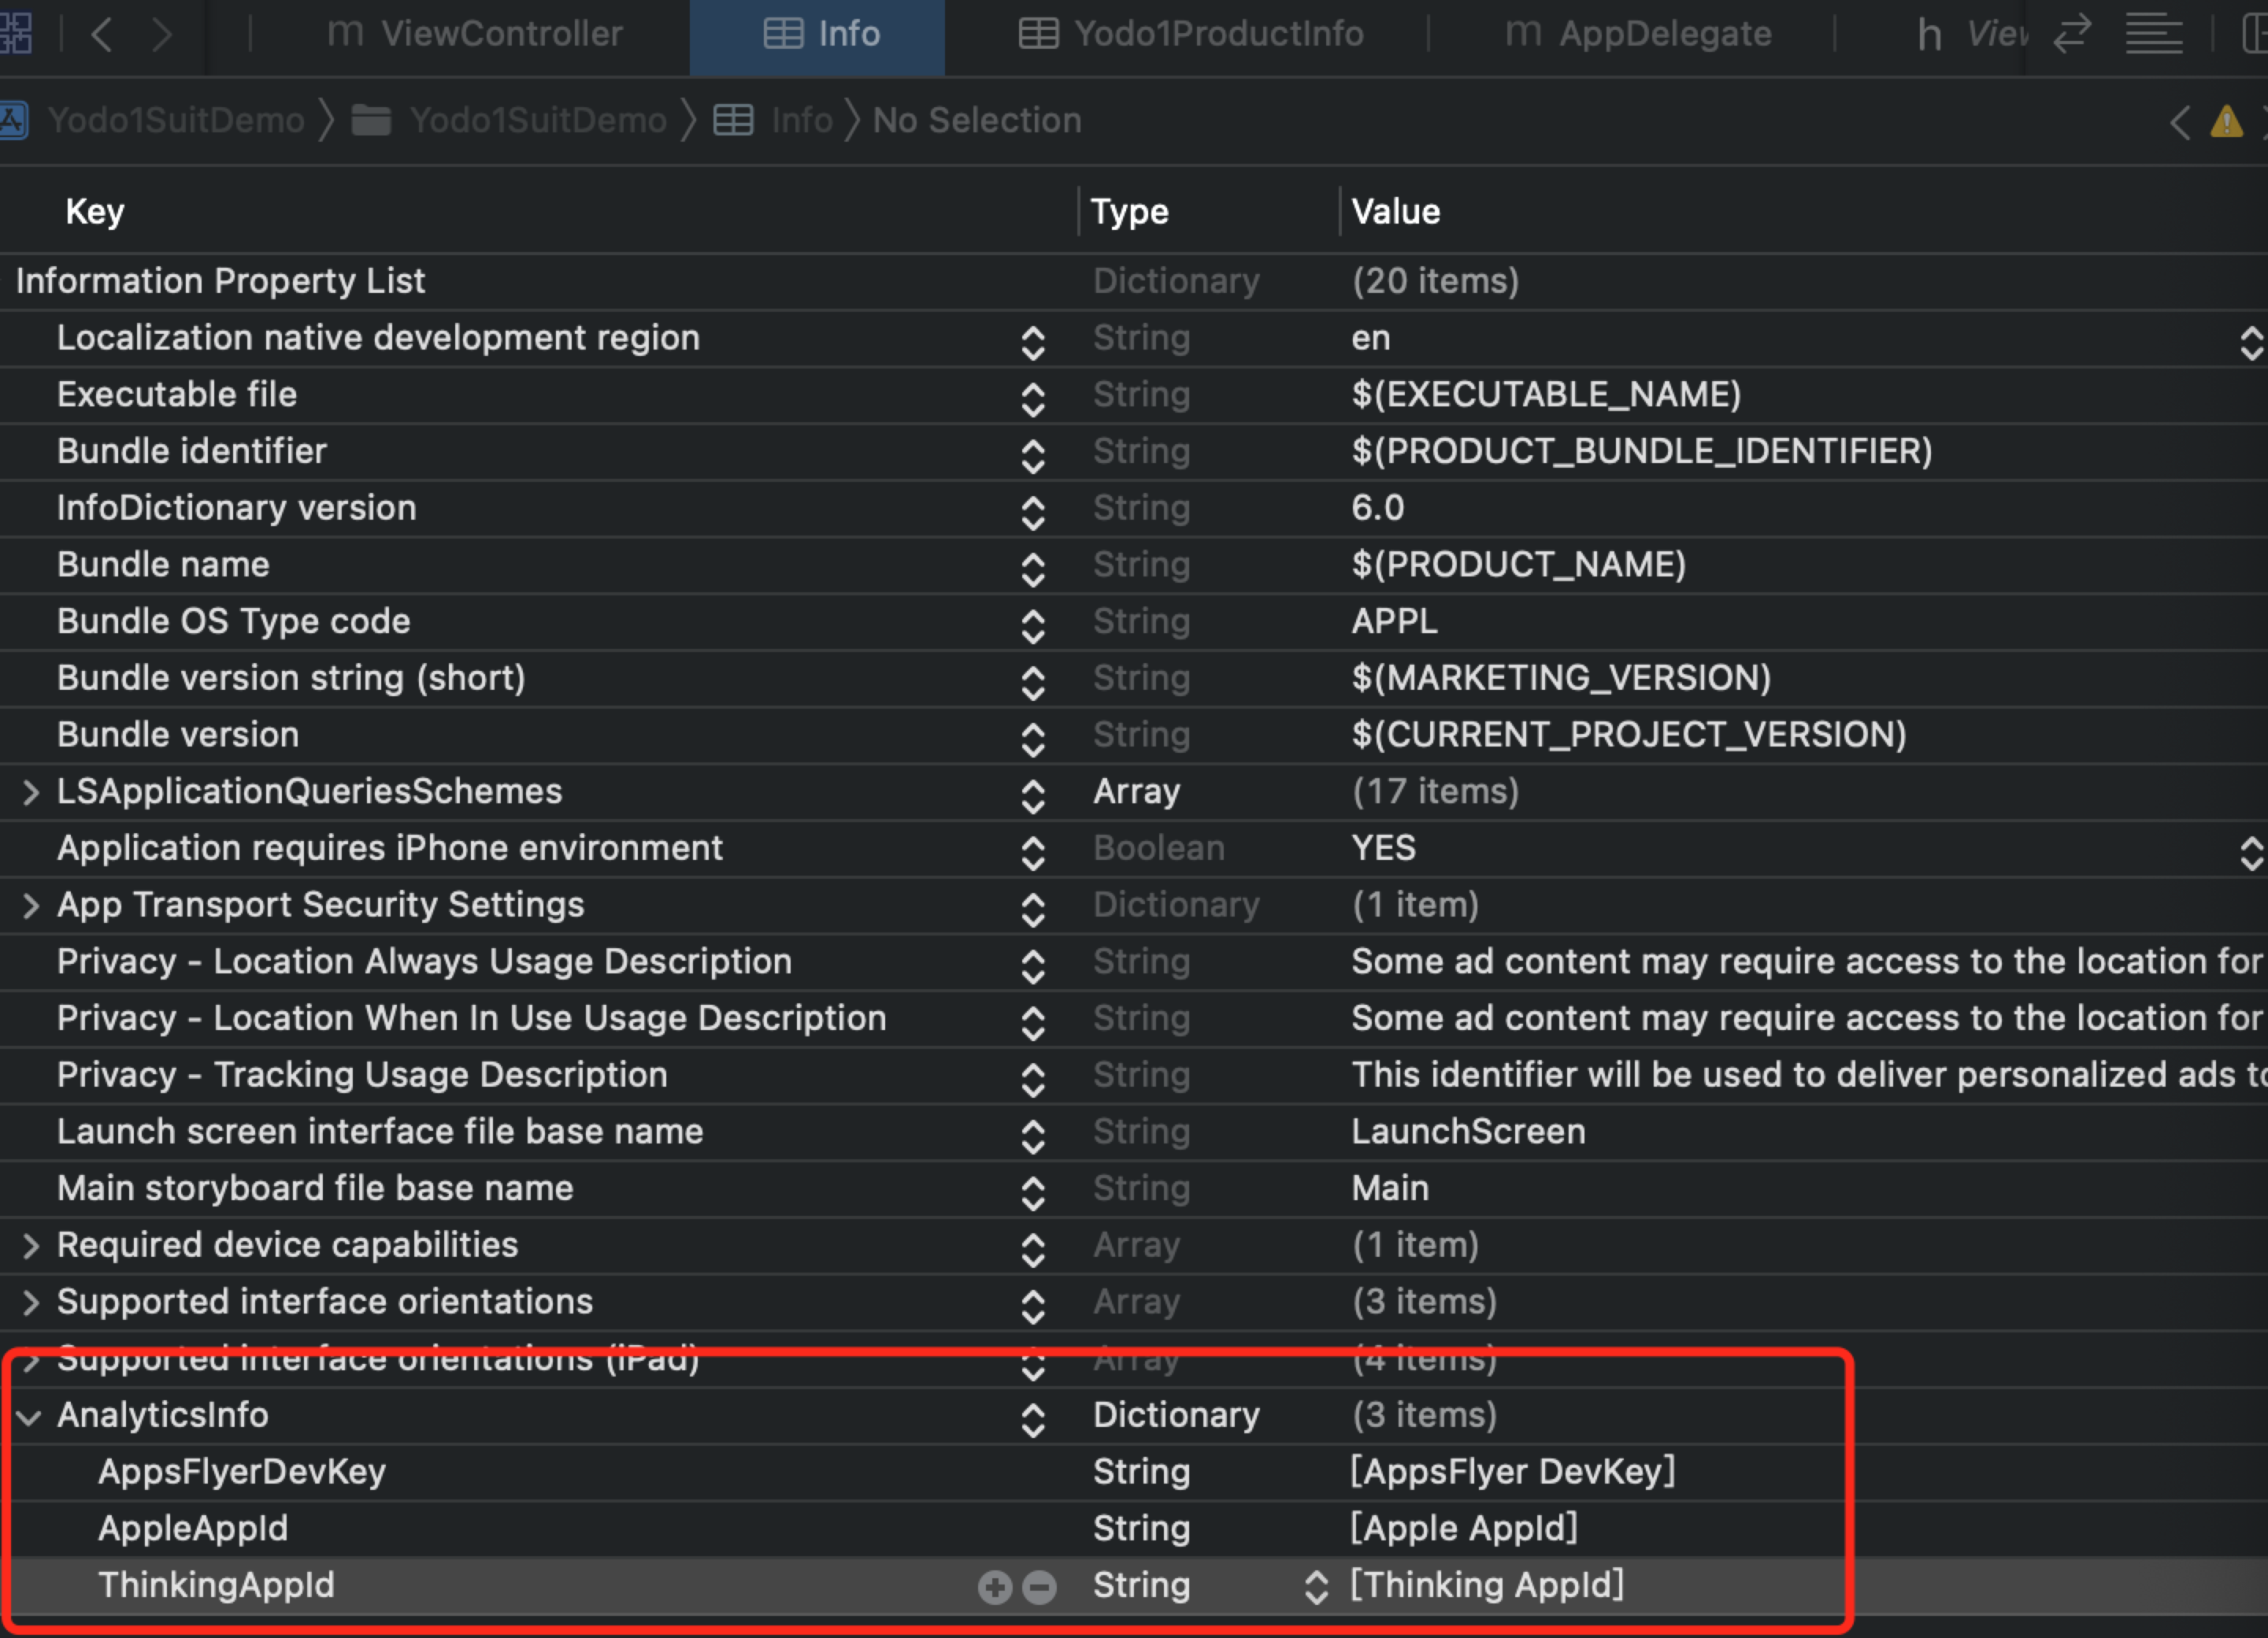 m ViewController Info Yodo1ProductInfo m AppDelegate h View
Yodo1SuitDemo Yodo1SuitDemo Info No Selection
Key Type Value
Information Property List Dictionary (20 items)
Localization native development region String en
Executable file String $(EXECUTABLE_NAME)
Bundle identifier String $(PRODUCT_BUNDLE_IDENTIFIER)
InfoDictionary version String 6.0
Bundle name String $(PRODUCT_NAME)
Bundle OS Type code String APPL
Bundle version string (short) String $(MARKETING_VERSION)
Bundle version String $(CURRENT_PROJECT_VERSION)
LSApplicationQueriesSchemes Array (17 items)
Application requires iPhone environment Boolean YES
App Transport Security Settings Dictionary (1 item)
Privacy - Location Always Usage Description String Some ad content may require access to the location for
Privacy - Location When In Use Usage Description String Some ad content may require access to the location for
Privacy - Tracking Usage Description String This identifier will be used to deliver personalized ads to
Launch screen interface file base name String LaunchScreen
Main storyboard file base name String Main
Required device capabilities Array (1 item)
Supported interface orientations Array (3 items)
Supported interface orientations (iPad) Array (4 items)
AnalyticsInfo Dictionary (3 items)
AppsFlyerDevKey String [AppsFlyer DevKey]
AppleAppId String [Apple AppId]
ThinkingAppId String [Thinking AppId]